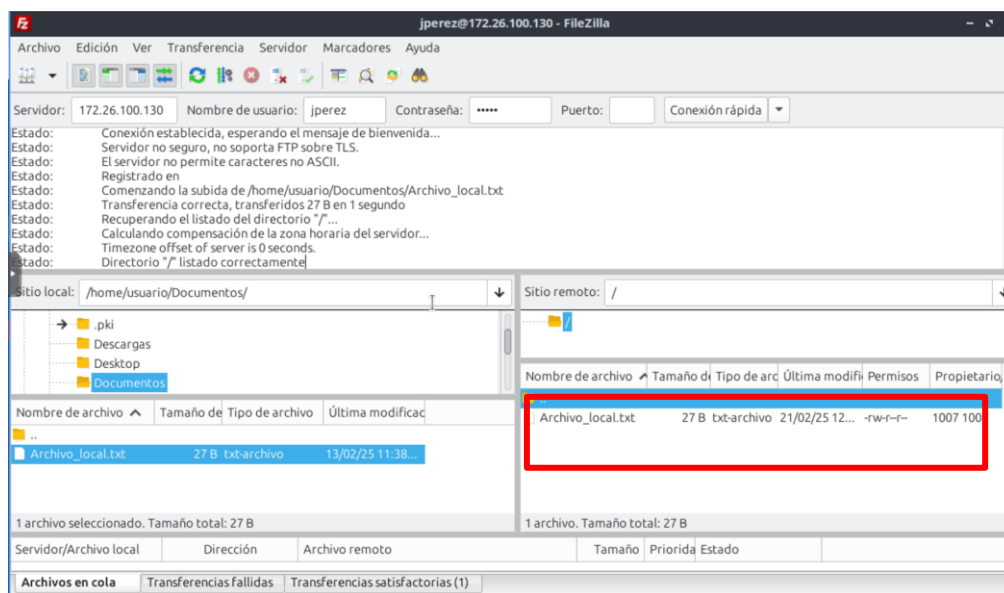 jperez@172.26.100.130 - FileZilla
Archivo Edición Ver Transferencia Servidor Marcadores Ayuda
Servidor: 172.26.100.130 Nombre de usuario: jperez Contraseña: ••••• Puerto: Conexión rápida
Estado: Conexión establecida, esperando el mensaje de bienvenida...
Estado: Servidor no seguro, no soporta FTP sobre TLS.
Estado: El servidor no permite caracteres no ASCII.
Estado: Registrado en
Estado: Comenzando la subida de /home/usuario/Documentos/Archivo_local.txt
Estado: Transferencia correcta, transferidos 27 B en 1 segundo
Estado: Recuperando el listado del directorio "/"...
Estado: Calculando compensación de la zona horaria del servidor...
Estado: Timezone offset of server is 0 seconds.
Estado: Directorio "/" listado correctamente
Sitio local: /home/usuario/Documentos/ Sitio remoto: /
.pki /
Descargas
Desktop
Documentos
Nombre de archivo Tamaño de Tipo de arc Última modifi Permisos Propietario,
Nombre de archivo Tamaño de Tipo de archivo Última modificac
..
Archivo_local.txt 27 B txt-archivo 21/02/25 12... -rw-r--r-- 1007 100
..
Archivo_local.txt 27 B txt-archivo 13/02/25 11:38...
1 archivo seleccionado. Tamaño total: 27 B 1 archivo. Tamaño total: 27 B
Servidor/Archivo local Dirección Archivo remoto Tamaño Priorida Estado
Archivos en cola Transferencias fallidas Transferencias satisfactorias (1)